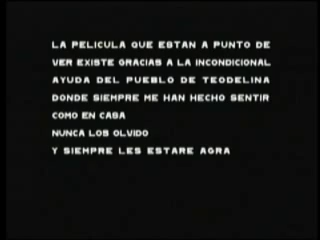 LA PELICULA QUE ESTAN A PUNTO DE
VER EXISTE GRACIAS A LA INCONDICIONAL
AYUDA DEL PUEBLO DE TEODELINA
DONDE SIEMPRE ME HAN HECHO SENTIR
COMO EN CASA
NUNCA LOS OLVIDO
Y SIEMPRE LES ESTARE AGRA